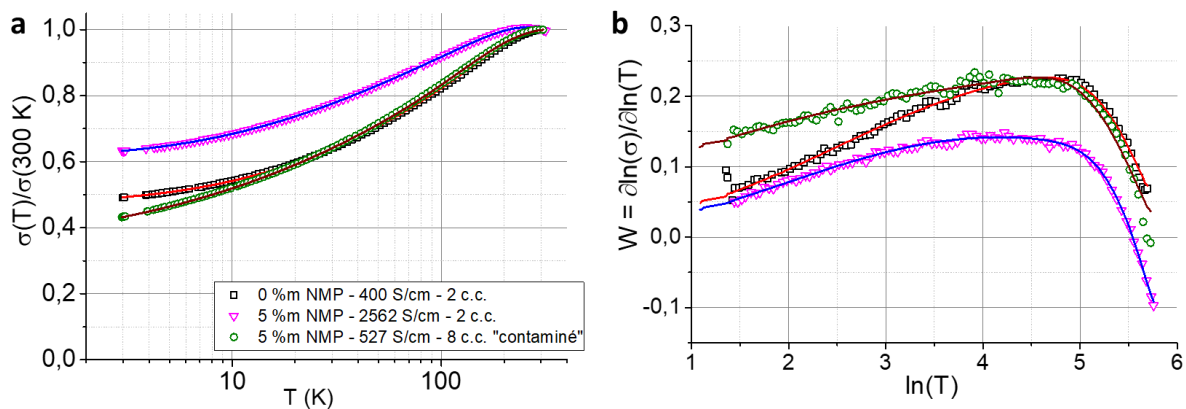 a
σ(T)/σ(300 K)
1,0
0,8
0,6
0,4
0,2
0,0
0 %m NMP - 400 S/cm - 2 c.c.
5 %m NMP - 2562 S/cm - 2 c.c.
5 %m NMP - 527 S/cm - 8 c.c. "contaminé"
10 100
T (K)
b
W = ∂ln(σ)/∂ln(T)
0,3
0,2
0,1
0,0
-0,1
1 2 3 4 5 6
ln(T)